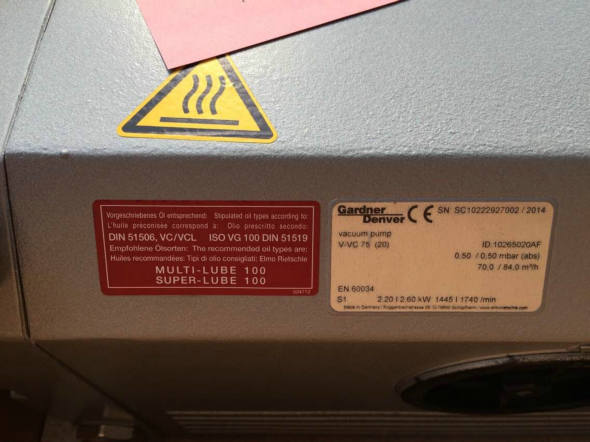 Vorgeschriebenes Öl entsprechend: Stipulated oil types according to:
L'huile préconisée correspond à: Olio prescritto secondo:
DIN 51506, VC/VCL ISO VG 100 DIN 51519
Empfohlene Ölsorten: The recommended oil types are:
Huiles recommandées: Tipi di olio consigliati: Elmo Rietschle
MULTI-LUBE 100
SUPER-LUBE 100
Gardner
Denver CE SN SC10222927002 / 2014
vacuum pump
V-VC 75 (20) ID:10265020AF
0,50 / 0,50 mbar (abs)
70,0 / 84,0 m³/h
EN 60034
S1 2.20 | 2.60 kW 1445 | 1740 /min
Made in Germany